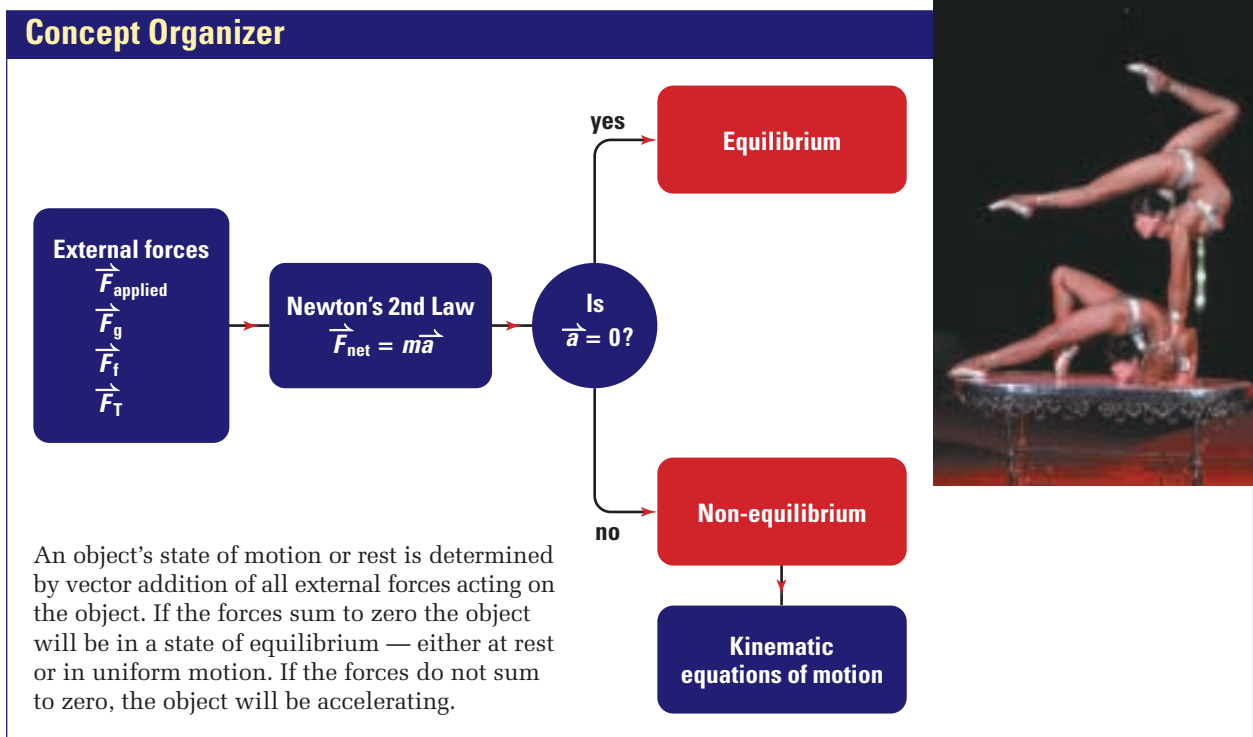 Concept Organizer
External forces
F⃗applied
F⃗g
F⃗f
F⃗T
Newton's 2nd Law
F⃗net = ma⃗
Is
a⃗ = 0?
yes
Equilibrium
no
Non-equilibrium
Kinematic
equations of motion
An object's state of motion or rest is determined
by vector addition of all external forces acting on
the object. If the forces sum to zero the object
will be in a state of equilibrium — either at rest
or in uniform motion. If the forces do not sum
to zero, the object will be accelerating.